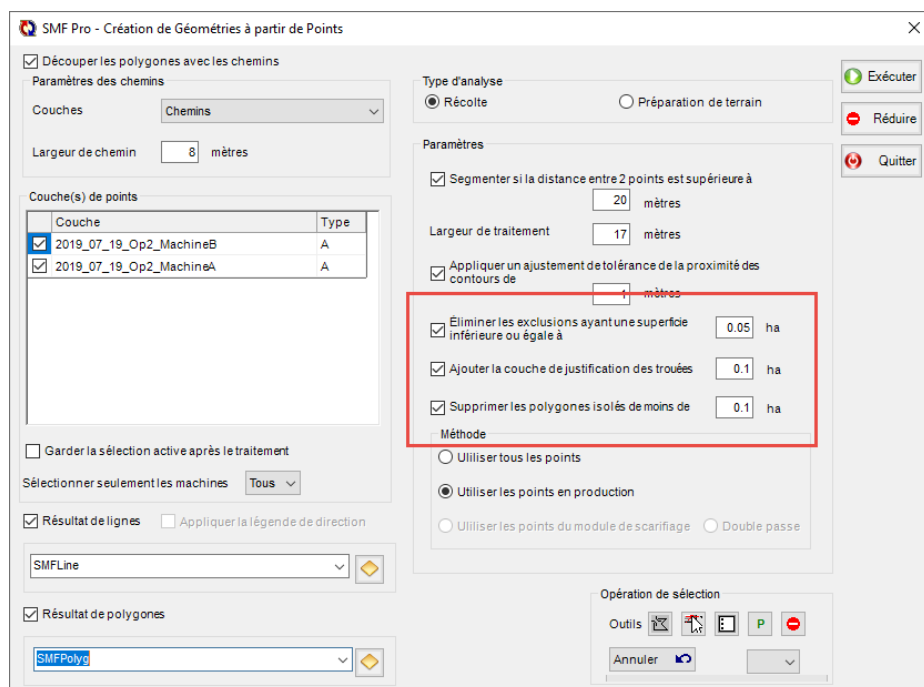 SMF Pro - Création de Géométries à partir de Points
Découper les polygones avec les chemins
Paramètres des chemins
Couches Chemins
Largeur de chemin 8 mètres
Couche(s) de points
Couche Type
2019_07_19_Op2_MachineB A
2019_07_19_Op2_MachineA A
Garder la sélection active après le traitement
Sélectionner seulement les machines Tous
Résultat de lignes Appliquer la légende de direction
SMFLine
Résultat de polygones
SMFPolyg
Type d'analyse
Récolte Préparation de terrain
Paramètres
Segmenter si la distance entre 2 points est supérieure à
20 mètres
Largeur de traitement 17 mètres
Appliquer un ajustement de tolérance de la proximité des
contours de
mètres
Éliminer les exclusions ayant une superficie
inférieure ou égale à 0.05 ha
Ajouter la couche de justification des trouées 0.1 ha
Supprimer les polygones isolés de moins de 0.1 ha
Méthode
Utiliser tous les points
Utiliser les points en production
Utiliser les points du module de scarifiage Double passe
Opération de sélection
Outils P
Annuler
Exécuter
Réduire
Quitter